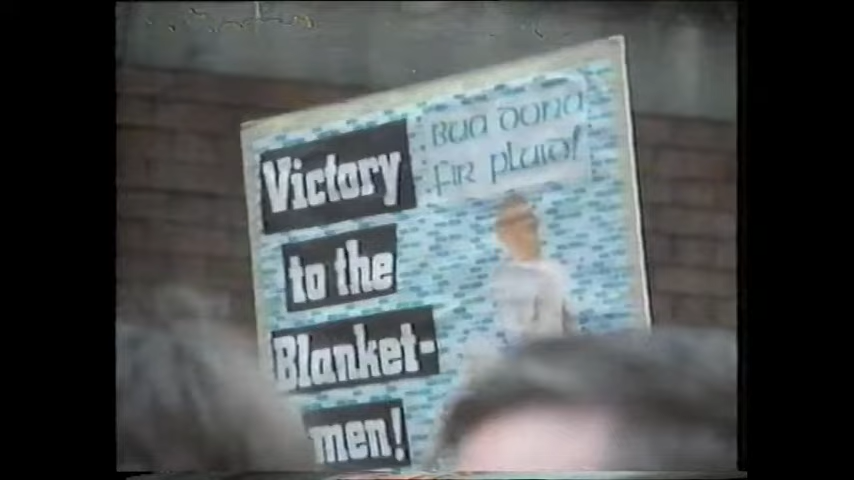 Victory
to the
Blanket-
men!
Bua dona
fir pluid!